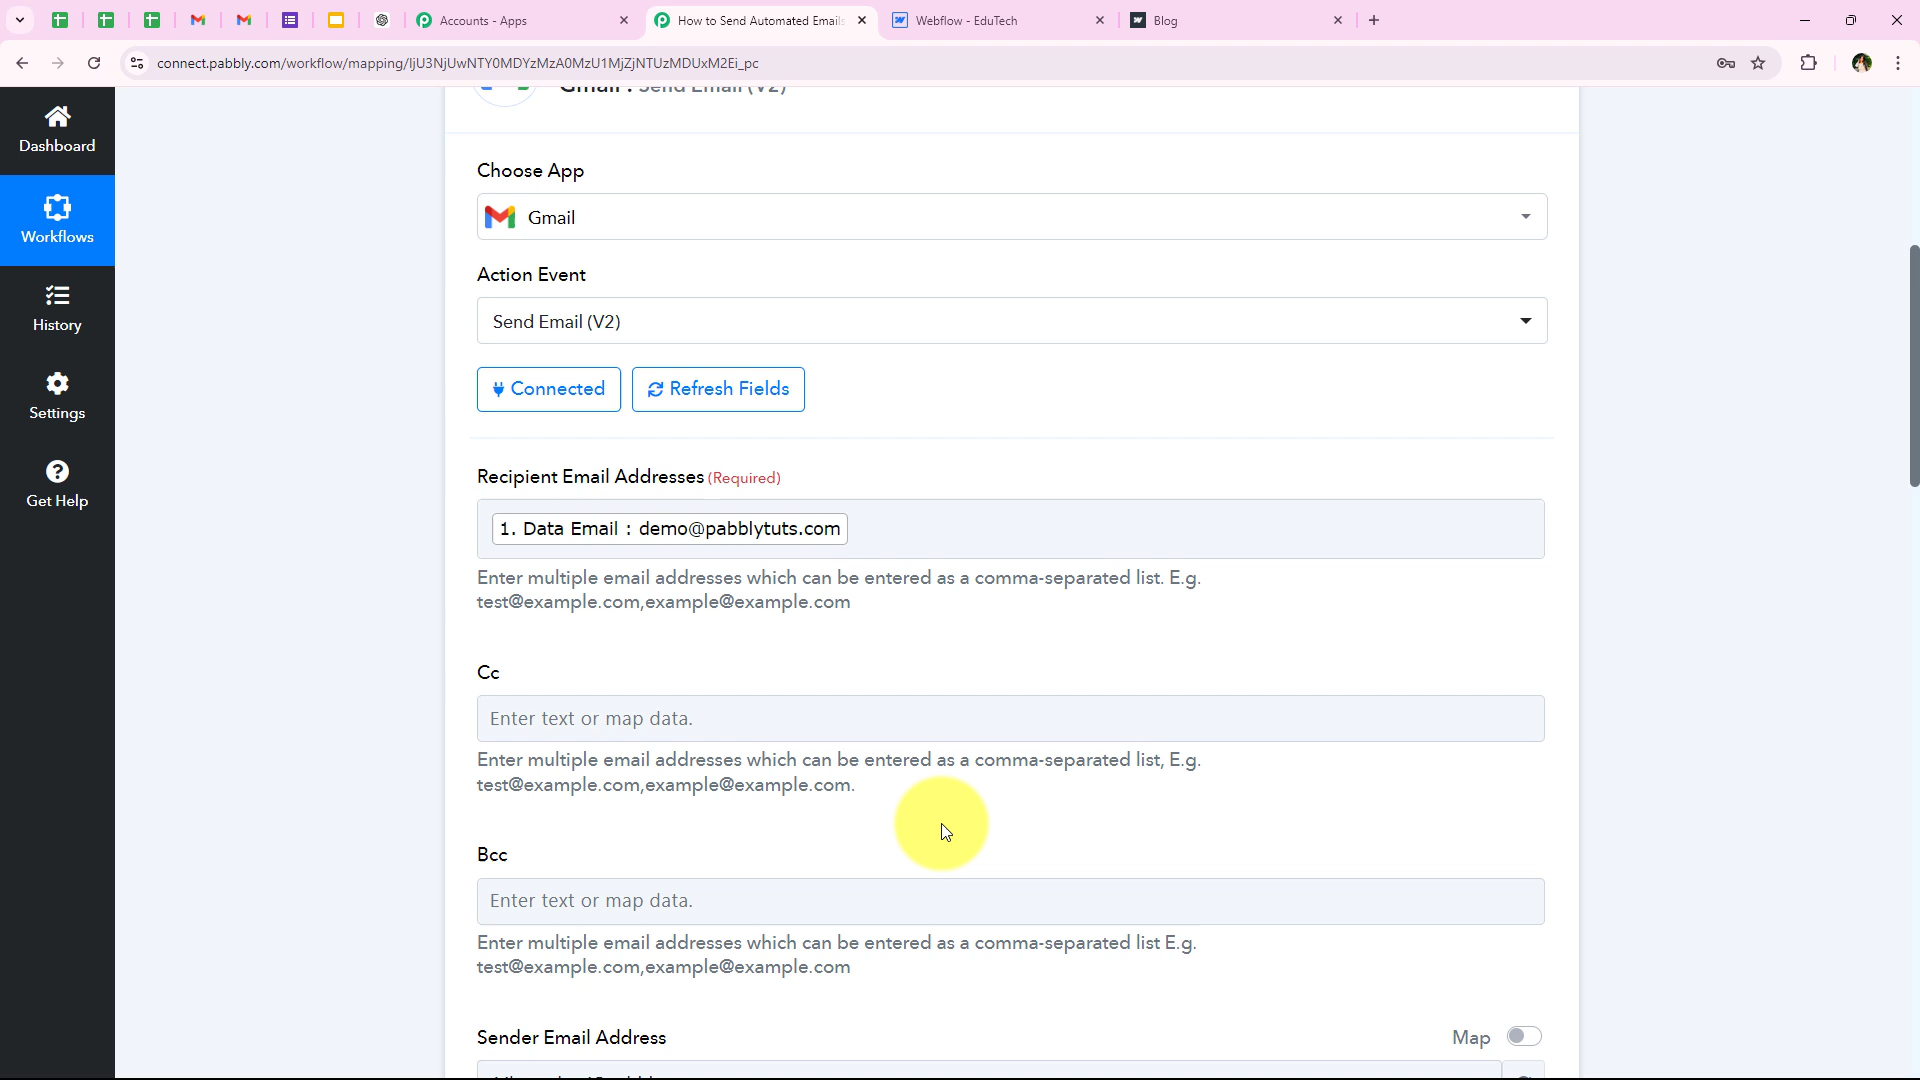 Accounts - Apps
How to Send Automated Emails
Webflow - EduTech
Blog
connect.pabbly.com/workflow/mapping/IjU3NjUwNTY0MDYzMzA0MzU1MjZjNTUzMDUxM2Ei_pc
Gmail : Send Email (V2)
Dashboard
Workflows
History
Settings
Get Help
Choose App
Gmail
Action Event
Send Email (V2)
Connected
Refresh Fields
Recipient Email Addresses (Required)
1. Data Email : demo@pabblytuts.com
Enter multiple email addresses which can be entered as a comma-separated list. E.g.
test@example.com,example@example.com
Cc
Enter text or map data.
Enter multiple email addresses which can be entered as a comma-separated list, E.g.
test@example.com,example@example.com.
Bcc
Enter text or map data.
Enter multiple email addresses which can be entered as a comma-separated list E.g.
test@example.com,example@example.com
Sender Email Address
Map